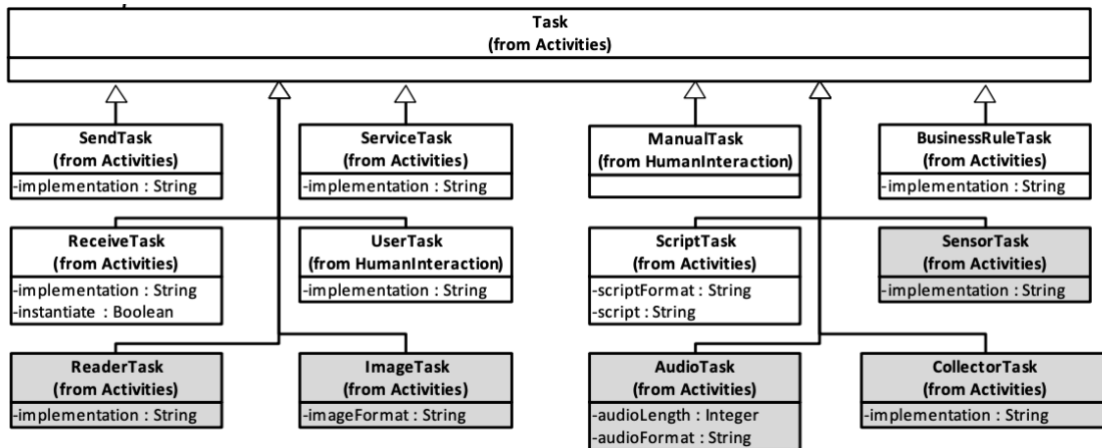 Task
(from Activities)
SendTask
(from Activities)
-implementation : String
ServiceTask
(from Activities)
-implementation : String
ManualTask
(from HumanInteraction)
BusinessRuleTask
(from Activities)
-implementation : String
ReceiveTask
(from Activities)
-implementation : String
-instantiate : Boolean
UserTask
(from HumanInteraction)
-implementation : String
ScriptTask
(from Activities)
-scriptFormat : String
-script : String
SensorTask
(from Activities)
-implementation : String
ReaderTask
(from Activities)
-implementation : String
ImageTask
(from Activities)
-imageFormat : String
AudioTask
(from Activities)
-audioLength : Integer
-audioFormat : String
CollectorTask
(from Activities)
-implementation : String